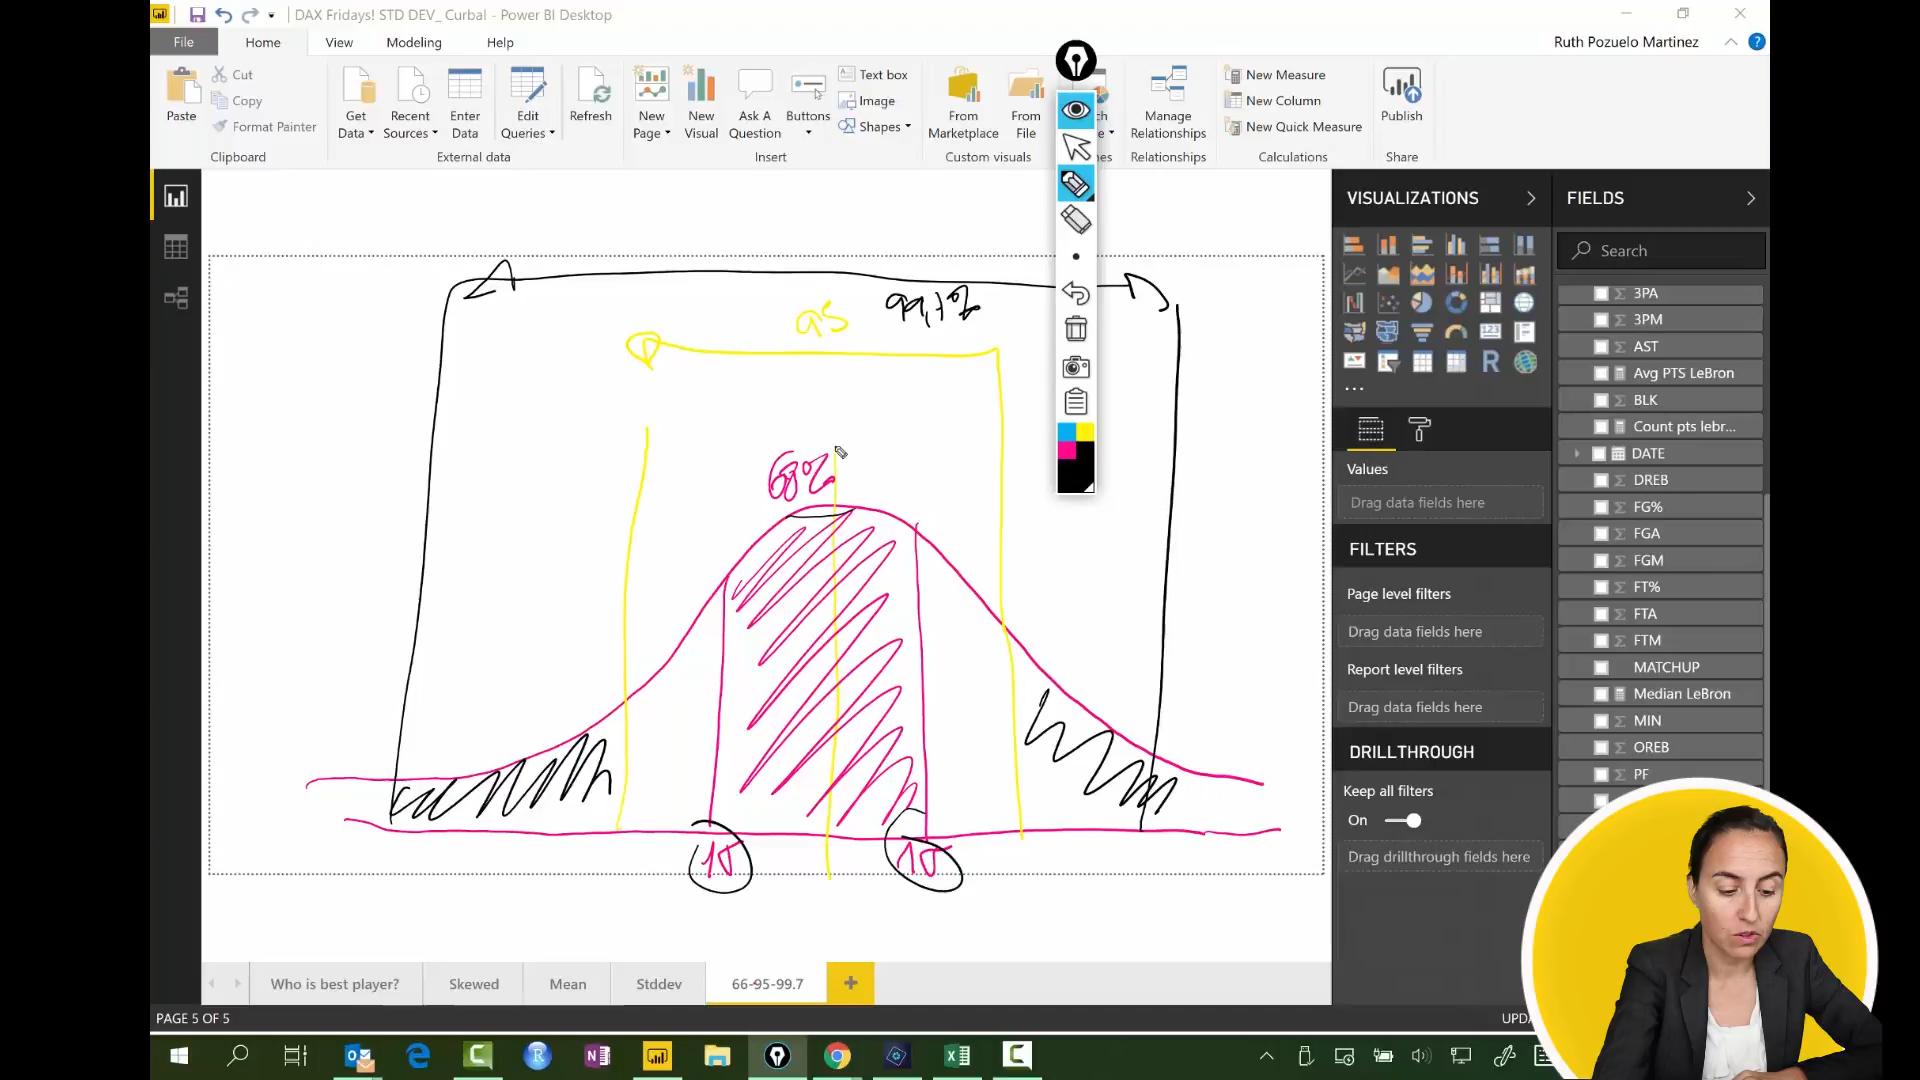 DAX Fridays! STD DEV_ Curbal - Power BI Desktop
File Home View Modeling Help
Ruth Pozuelo Martinez
Paste
Cut
Copy
Format Painter
Clipboard
Get Data
Recent Sources
Enter Data
Edit Queries
Refresh
External data
New Page
New Visual
Ask A Question
Buttons
Text box
Image
Shapes
Insert
From Marketplace
From File
Custom visuals
Manage Relationships
Relationships
New Measure
New Column
New Quick Measure
Calculations
Publish
Share
99,7%
95
68%
1σ
1σ
VISUALIZATIONS
R
Values
Drag data fields here
FILTERS
Page level filters
Drag data fields here
Report level filters
Drag data fields here
DRILLTHROUGH
Keep all filters
On
Drag drillthrough fields here
FIELDS
Search
3PA
3PM
AST
Avg PTS LeBron
BLK
Count pts lebr...
DATE
DREB
FG%
FGA
FGM
FT%
FTA
FTM
MATCHUP
Median LeBron
MIN
OREB
PF
Who is best player?
Skewed
Mean
Stddev
66-95-99.7
PAGE 5 OF 5